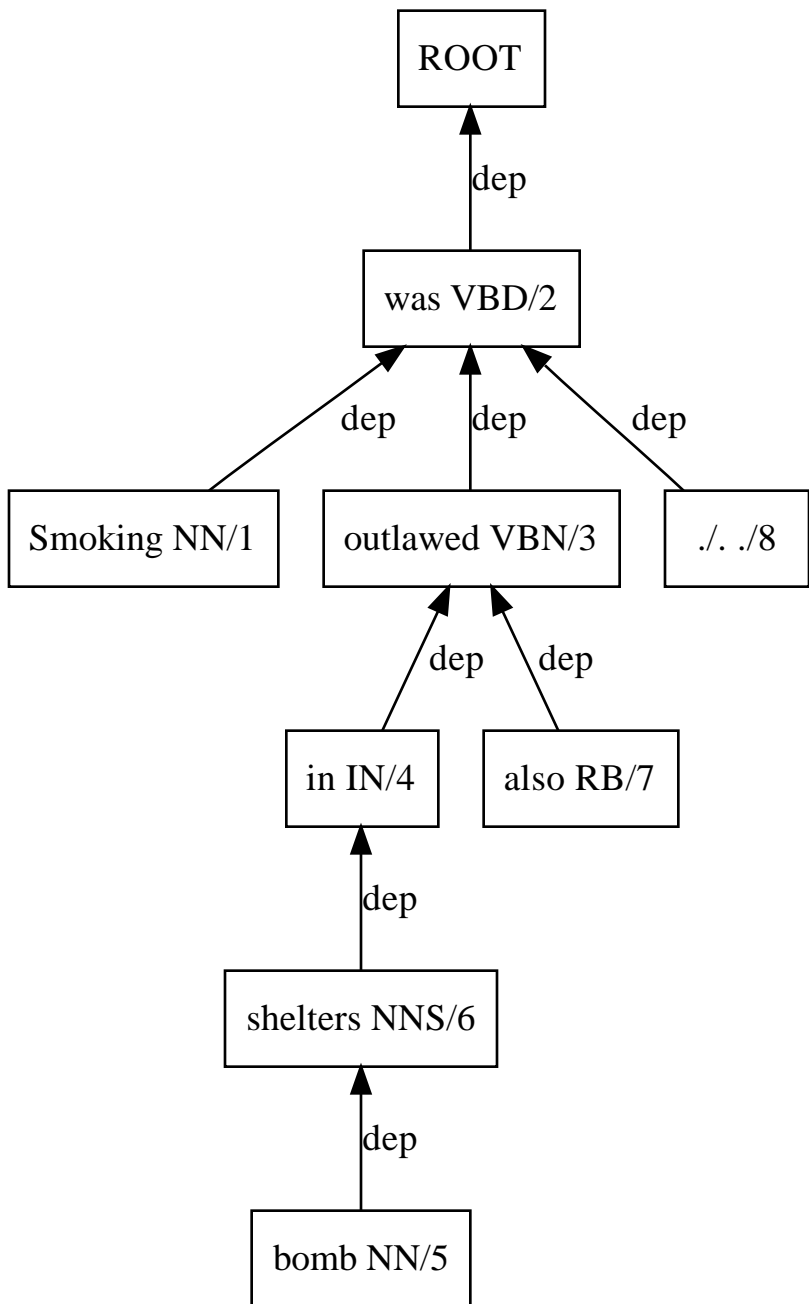 ROOT
dep
was VBD/2
dep dep dep
Smoking NN/1 outlawed VBN/3 ./. ./8
dep dep
in IN/4 also RB/7
dep
shelters NNS/6
dep
bomb NN/5